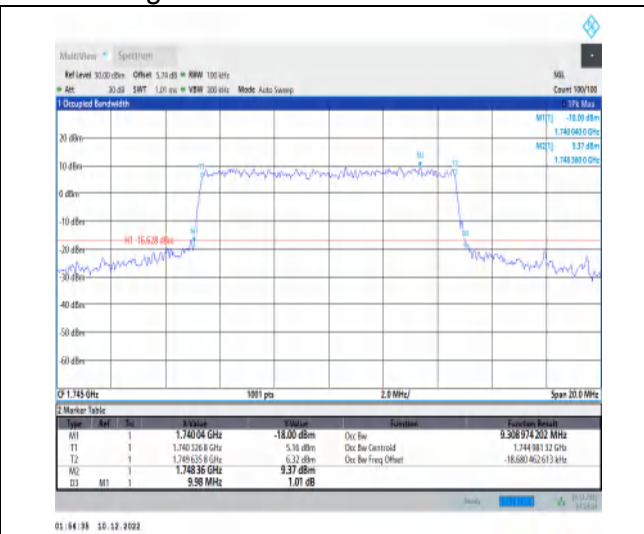 MultiView Spectrum
Ref Level 30.00 dBm Offset 5.74 dB RBW 100 kHz SGL
Att 30 dB SWT 1.01 ms VBW 300 kHz Mode Auto Sweep Count 100/100
1 Occupied Bandwidth 1Pk Max
M1[1] -18.00 dBm
1.740 040 0 GHz
20 dBm
M2[1] 9.37 dBm
1.748 360 0 GHz
10 dBm
T1 M2 T2
0 dBm
-10 dBm
H1 -16.628 dBm
-20 dBm
-30 dBm
-40 dBm
-50 dBm
-60 dBm
CF 1.745 GHz 1001 pts 2.0 MHz/ Span 20.0 MHz
2 Marker Table
Type Ref Trc X-Value Y-Value Function Function Result
M1 1 1.740 04 GHz -18.00 dBm Occ Bw 9.308 974 202 MHz
T1 1 1.740 326 8 GHz 5.16 dBm Occ Bw Centroid 1.744 981 32 GHz
T2 1 1.749 635 8 GHz 6.32 dBm Occ Bw Freq Offset -18.680 462 613 kHz
M2 1 1.748 36 GHz 9.37 dBm
D3 M1 1 9.98 MHz 1.01 dB
Ready
01:54:35 10.12.2022